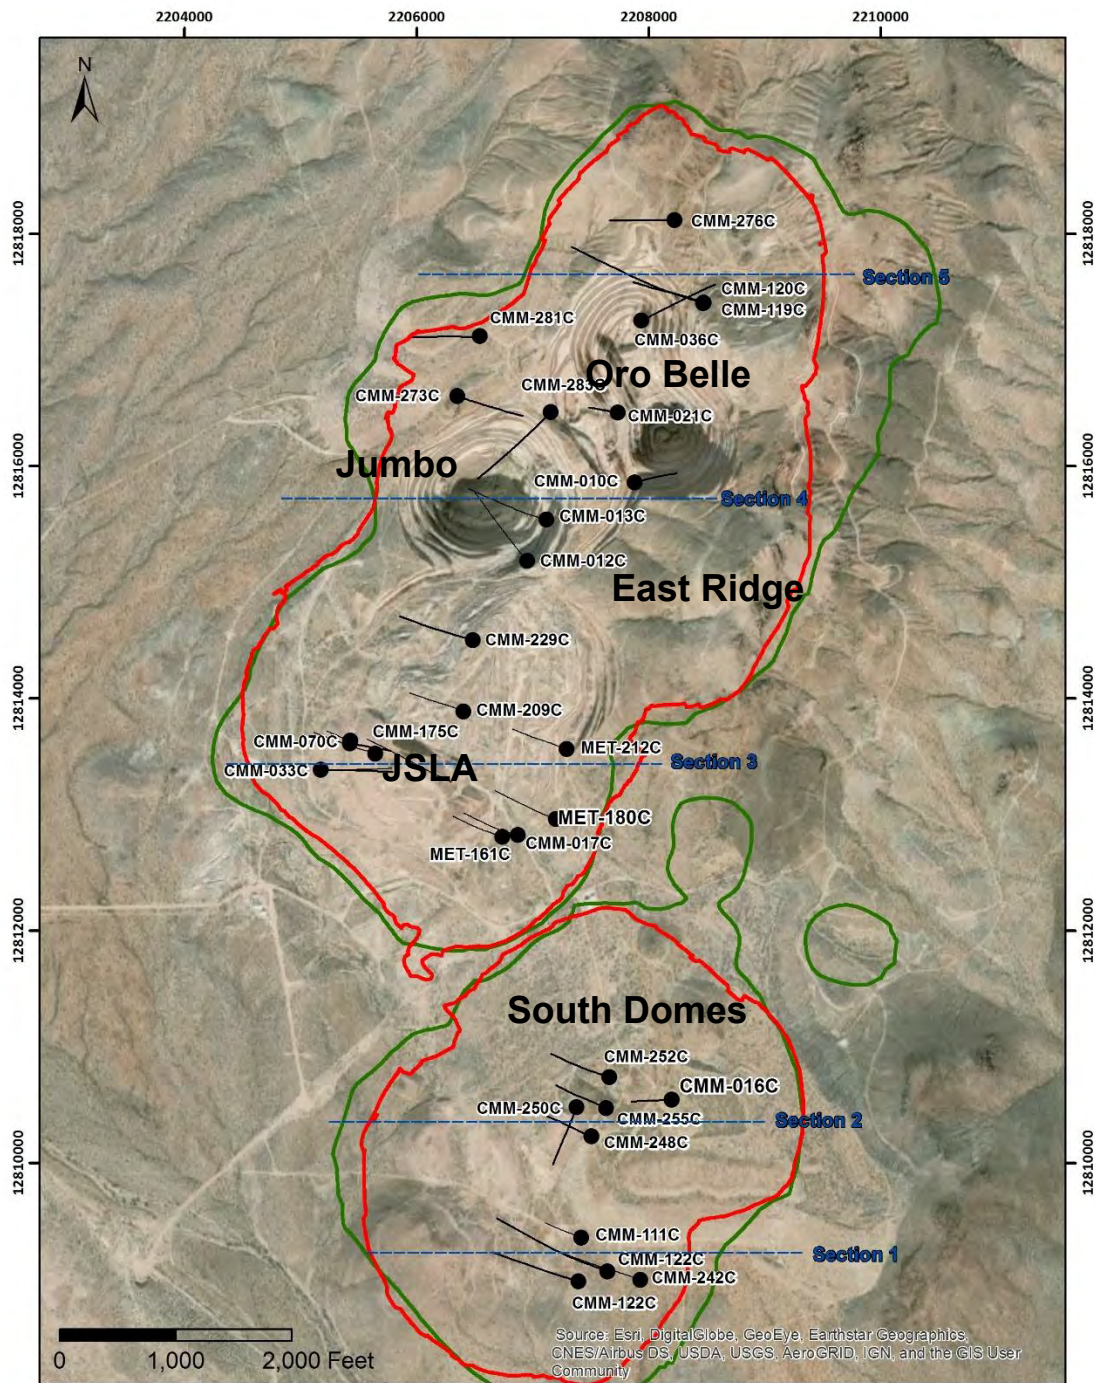 2204000
2206000
2208000
2210000
N
12818000
12818000
CMM-276C
Section 5
CMM-120C
CMM-119C
CMM-281C
CMM-036C
Oro Belle
CMM-283C
CMM-273C
CMM-021C
12816000
12816000
Jumbo
CMM-010C
Section 4
CMM-013C
CMM-012C
East Ridge
CMM-229C
12814000
12814000
CMM-209C
CMM-175C
CMM-070C
MET-212C
Section 3
CMM-033C
JSLA
MET-180C
CMM-017C
MET-161C
12812000
12812000
South Domes
CMM-252C
CMM-016C
CMM-250C
CMM-255C
Section 2
CMM-248C
12810000
12810000
CMM-111C
Section 1
CMM-122C
CMM-242C
CMM-122C
Source: Esri, DigitalGlobe, GeoEye, Earthstar Geographics,
CNES/Airbus DS, USDA, USGS, AeroGRID, IGN, and the GIS User
Community
0 1,000 2,000 Feet